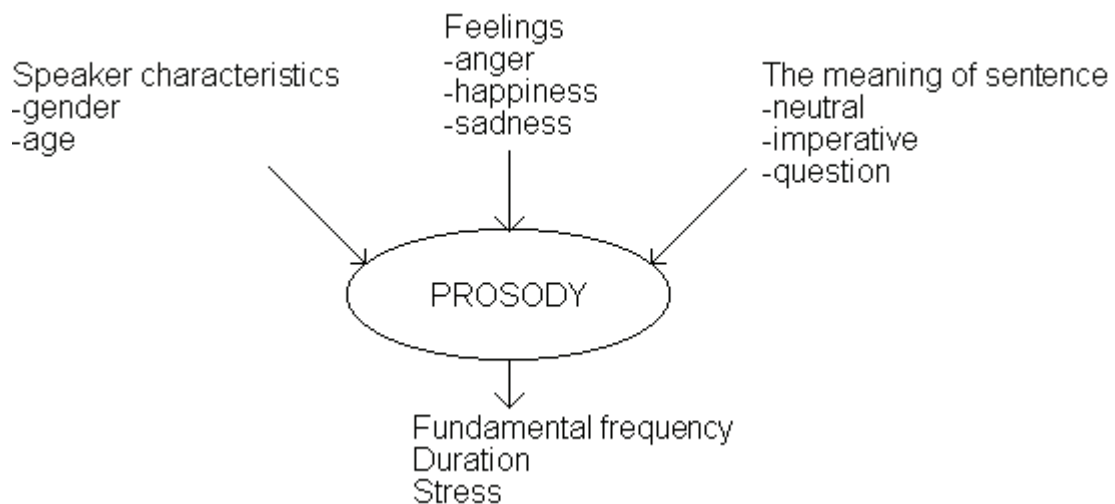 Speaker characteristics
-gender
-age
Feelings
-anger
-happiness
-sadness
The meaning of sentence
-neutral
-imperative
-question
PROSODY
Fundamental frequency
Duration
Stress